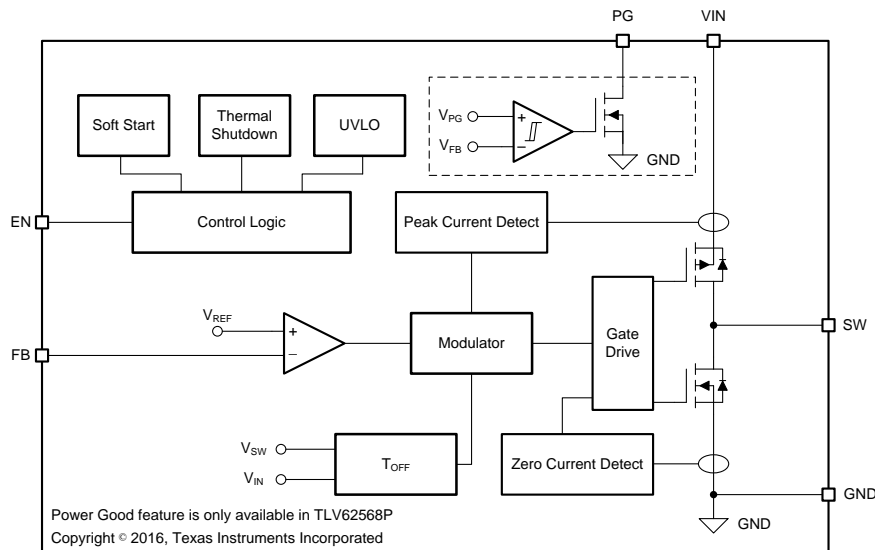 PG
VIN
Soft Start
Thermal
Shutdown
UVLO
VPG
+
VFB
−
GND
EN
Control Logic
Peak Current Detect
VREF
+
FB
−
Modulator
Gate
Drive
SW
VSW
VIN
TOFF
Zero Current Detect
GND
GND
Power Good feature is only available in TLV62568P
Copyright © 2016, Texas Instruments Incorporated